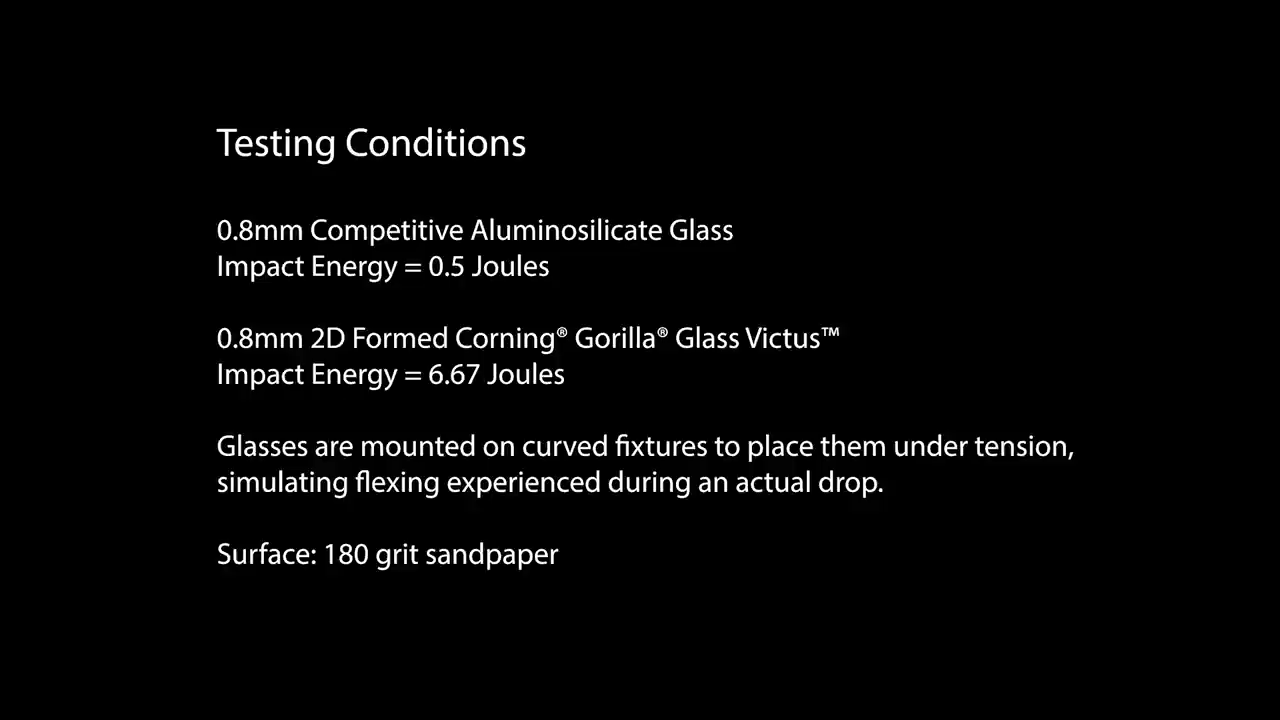 Testing Conditions
0.8mm Competitive Aluminosilicate Glass
Impact Energy = 0.5 Joules
0.8mm 2D Formed Corning® Gorilla® Glass Victus™
Impact Energy = 6.67 Joules
Glasses are mounted on curved fixtures to place them under tension,
simulating flexing experienced during an actual drop.
Surface: 180 grit sandpaper